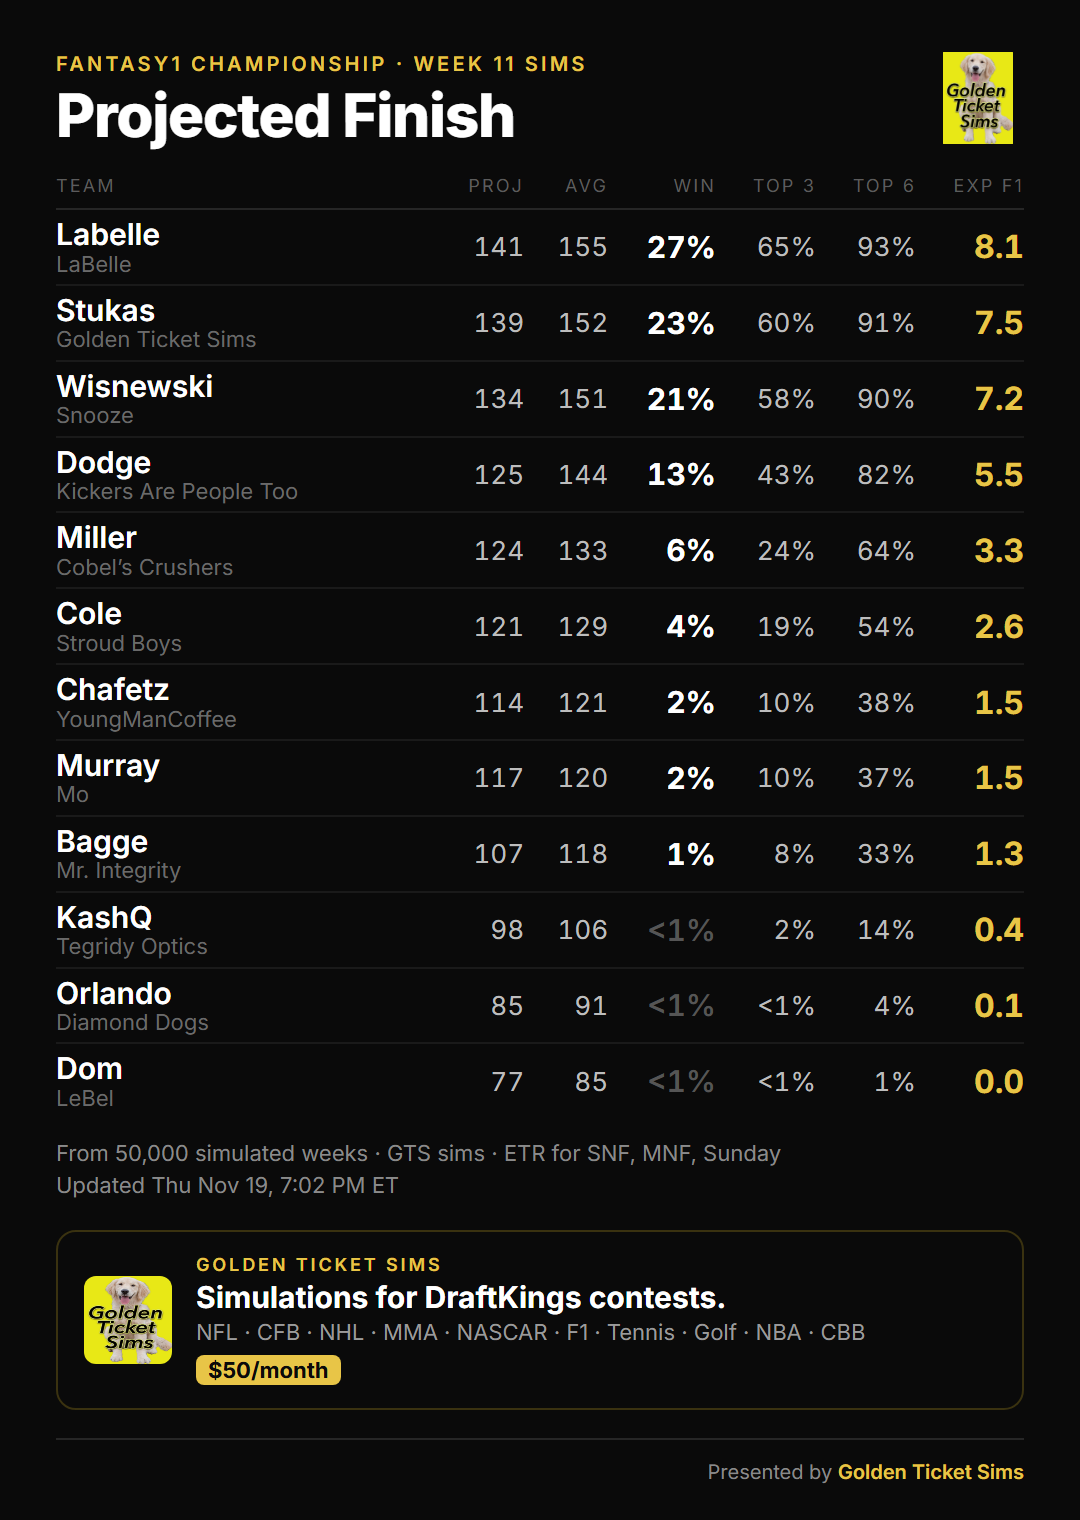 FANTASY1 CHAMPIONSHIP · WEEK 11 SIMS
Projected Finish
Golden
Ticket
Sims
TEAM PROJ AVG WIN TOP 3 TOP 6 EXP F1
Labelle 141 155 27% 65% 93% 8.1
LaBelle
Stukas 139 152 23% 60% 91% 7.5
Golden Ticket Sims
Wisnewski 134 151 21% 58% 90% 7.2
Snooze
Dodge 125 144 13% 43% 82% 5.5
Kickers Are People Too
Miller 124 133 6% 24% 64% 3.3
Cobel’s Crushers
Cole 121 129 4% 19% 54% 2.6
Stroud Boys
Chafetz 114 121 2% 10% 38% 1.5
YoungManCoffee
Murray 117 120 2% 10% 37% 1.5
Mo
Bagge 107 118 1% 8% 33% 1.3
Mr. Integrity
KashQ 98 106 <1% 2% 14% 0.4
Tegridy Optics
Orlando 85 91 <1% <1% 4% 0.1
Diamond Dogs
Dom 77 85 <1% <1% 1% 0.0
LeBel
From 50,000 simulated weeks · GTS sims · ETR for SNF, MNF, Sunday
Updated Thu Nov 19, 7:02 PM ET
Golden
Ticket
Sims
GOLDEN TICKET SIMS
Simulations for DraftKings contests.
NFL · CFB · NHL · MMA · NASCAR · F1 · Tennis · Golf · NBA · CBB
$50/month
Presented by Golden Ticket Sims